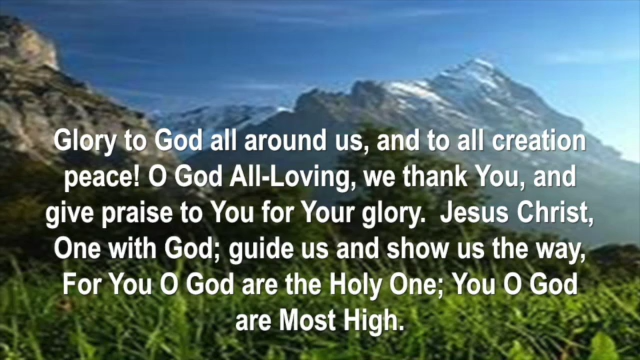 Glory to God all around us, and to all creation
peace! O God All-Loving, we thank You, and
give praise to You for Your glory.  Jesus Christ,
One with God; guide us and show us the way,
For You O God are the Holy One; You O God
are Most High.